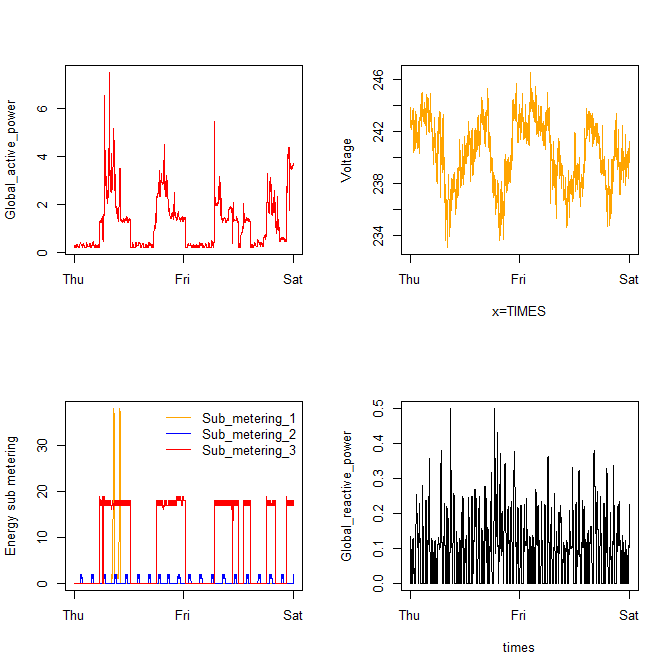 Global_active_power
6
4
2
0
Thu Fri Sat
Voltage
246
242
238
234
Thu Fri Sat
x=TIMES
Energy sub metering
30
20
10
0
Sub_metering_1
Sub_metering_2
Sub_metering_3
Thu Fri Sat
Global_reactive_power
0.5
0.4
0.3
0.2
0.1
0.0
Thu Fri Sat
times